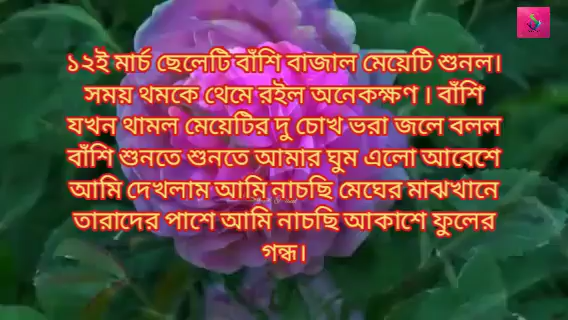 ১২ই মার্চ ছেলেটি বাঁশি বাজাল মেয়েটি শুনল।
সময় থমকে থেমে রইল অনেকক্ষণ । বাঁশি
যখন থামল মেয়েটির দু চোখ ভরা জলে বলল
বাঁশি শুনতে শুনতে আমার ঘুম এলো আবেশে
আমি দেখলাম আমি নাচছি মেঘের মাঝখানে
তারাদের পাশে আমি নাচছি আকাশে ফুলের
গন্ধ।